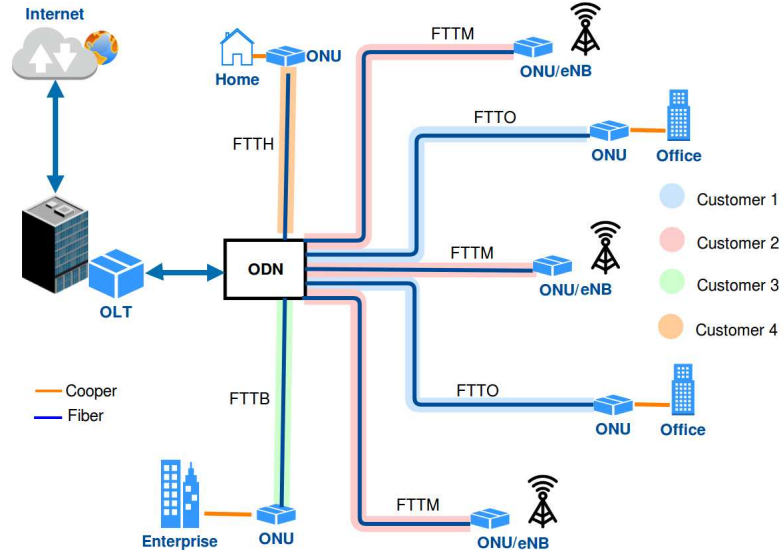 Internet
Home
ONU
FTTH
FTTM
ONU/eNB
FTTO
ONU
Office
Customer 1
Customer 2
Customer 3
Customer 4
FTTM
ONU/eNB
ODN
OLT
Cooper
Fiber
FTTB
FTTO
ONU
Office
Enterprise
ONU
FTTM
ONU/eNB